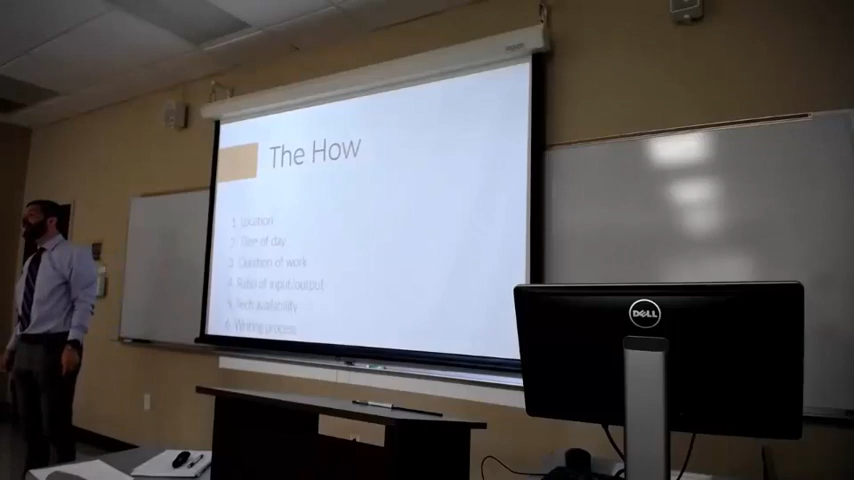 The How
1. Location
2. Time of day
3. Duration of work
4. Ratio of input/output
5. Tech availability
6. Writing process
DELL